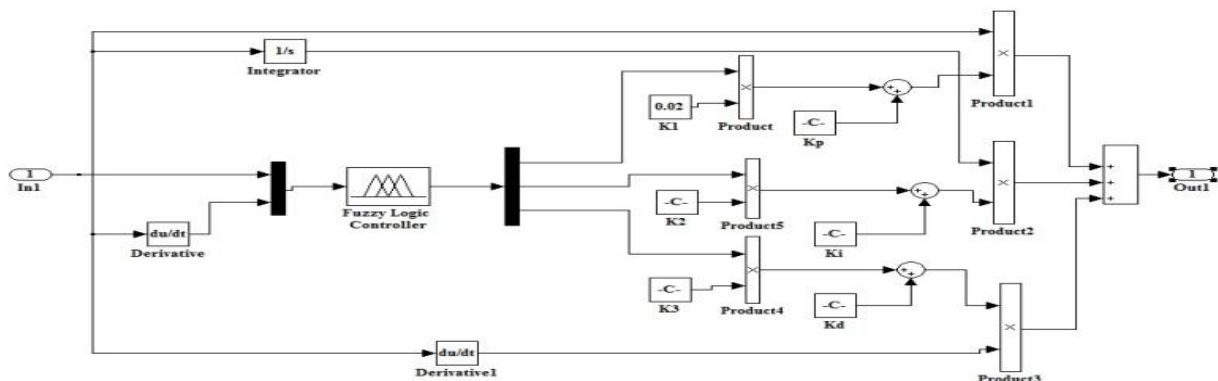 1/s
Integrator
×
Product1
0.02
K1
×
Product
-C-
Kp
1
In1
du/dt
Derivative
Fuzzy Logic
Controller
-C-
K2
×
Product5
-C-
Ki
×
Product2
+
+
+
1
Out1
-C-
K3
×
Product4
-C-
Kd
×
Product3
du/dt
Derivative1